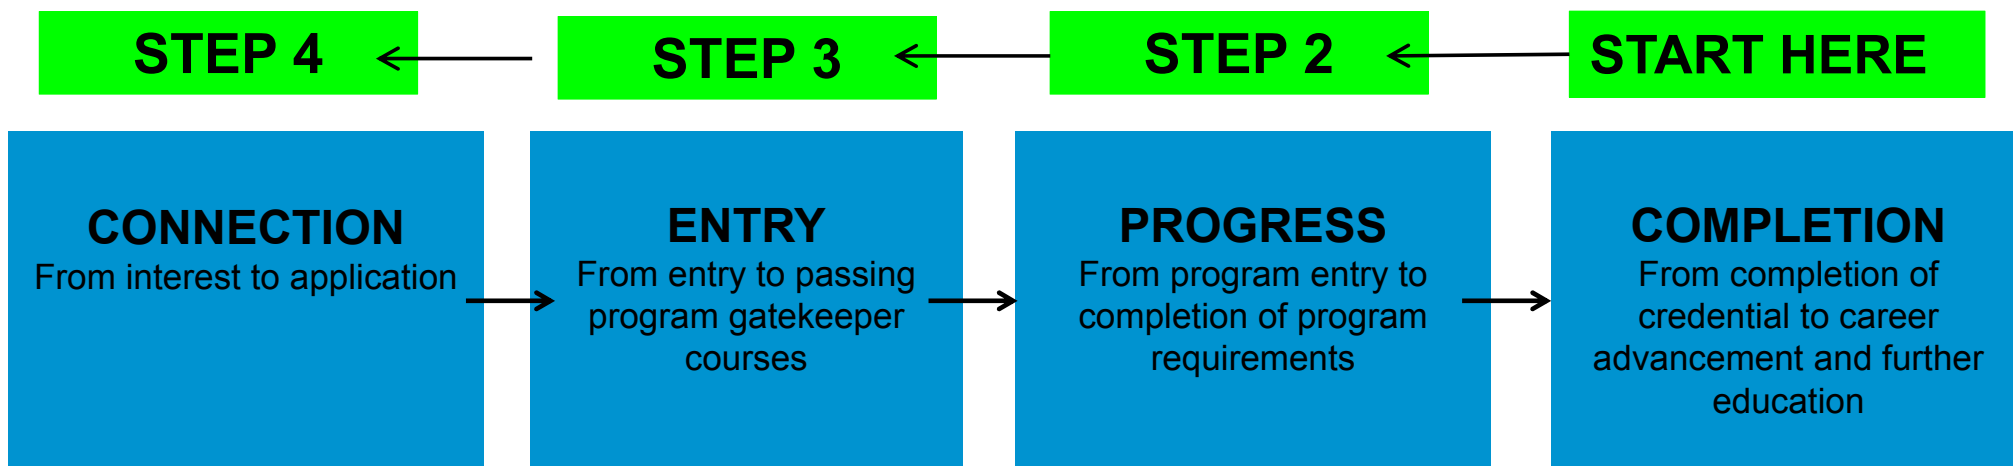 STEP 4
STEP 3
STEP 2
START HERE
CONNECTION
From interest to application
ENTRY
From entry to passing
program gatekeeper
courses
PROGRESS
From program entry to
completion of program
requirements
COMPLETION
From completion of
credential to career
advancement and further
education